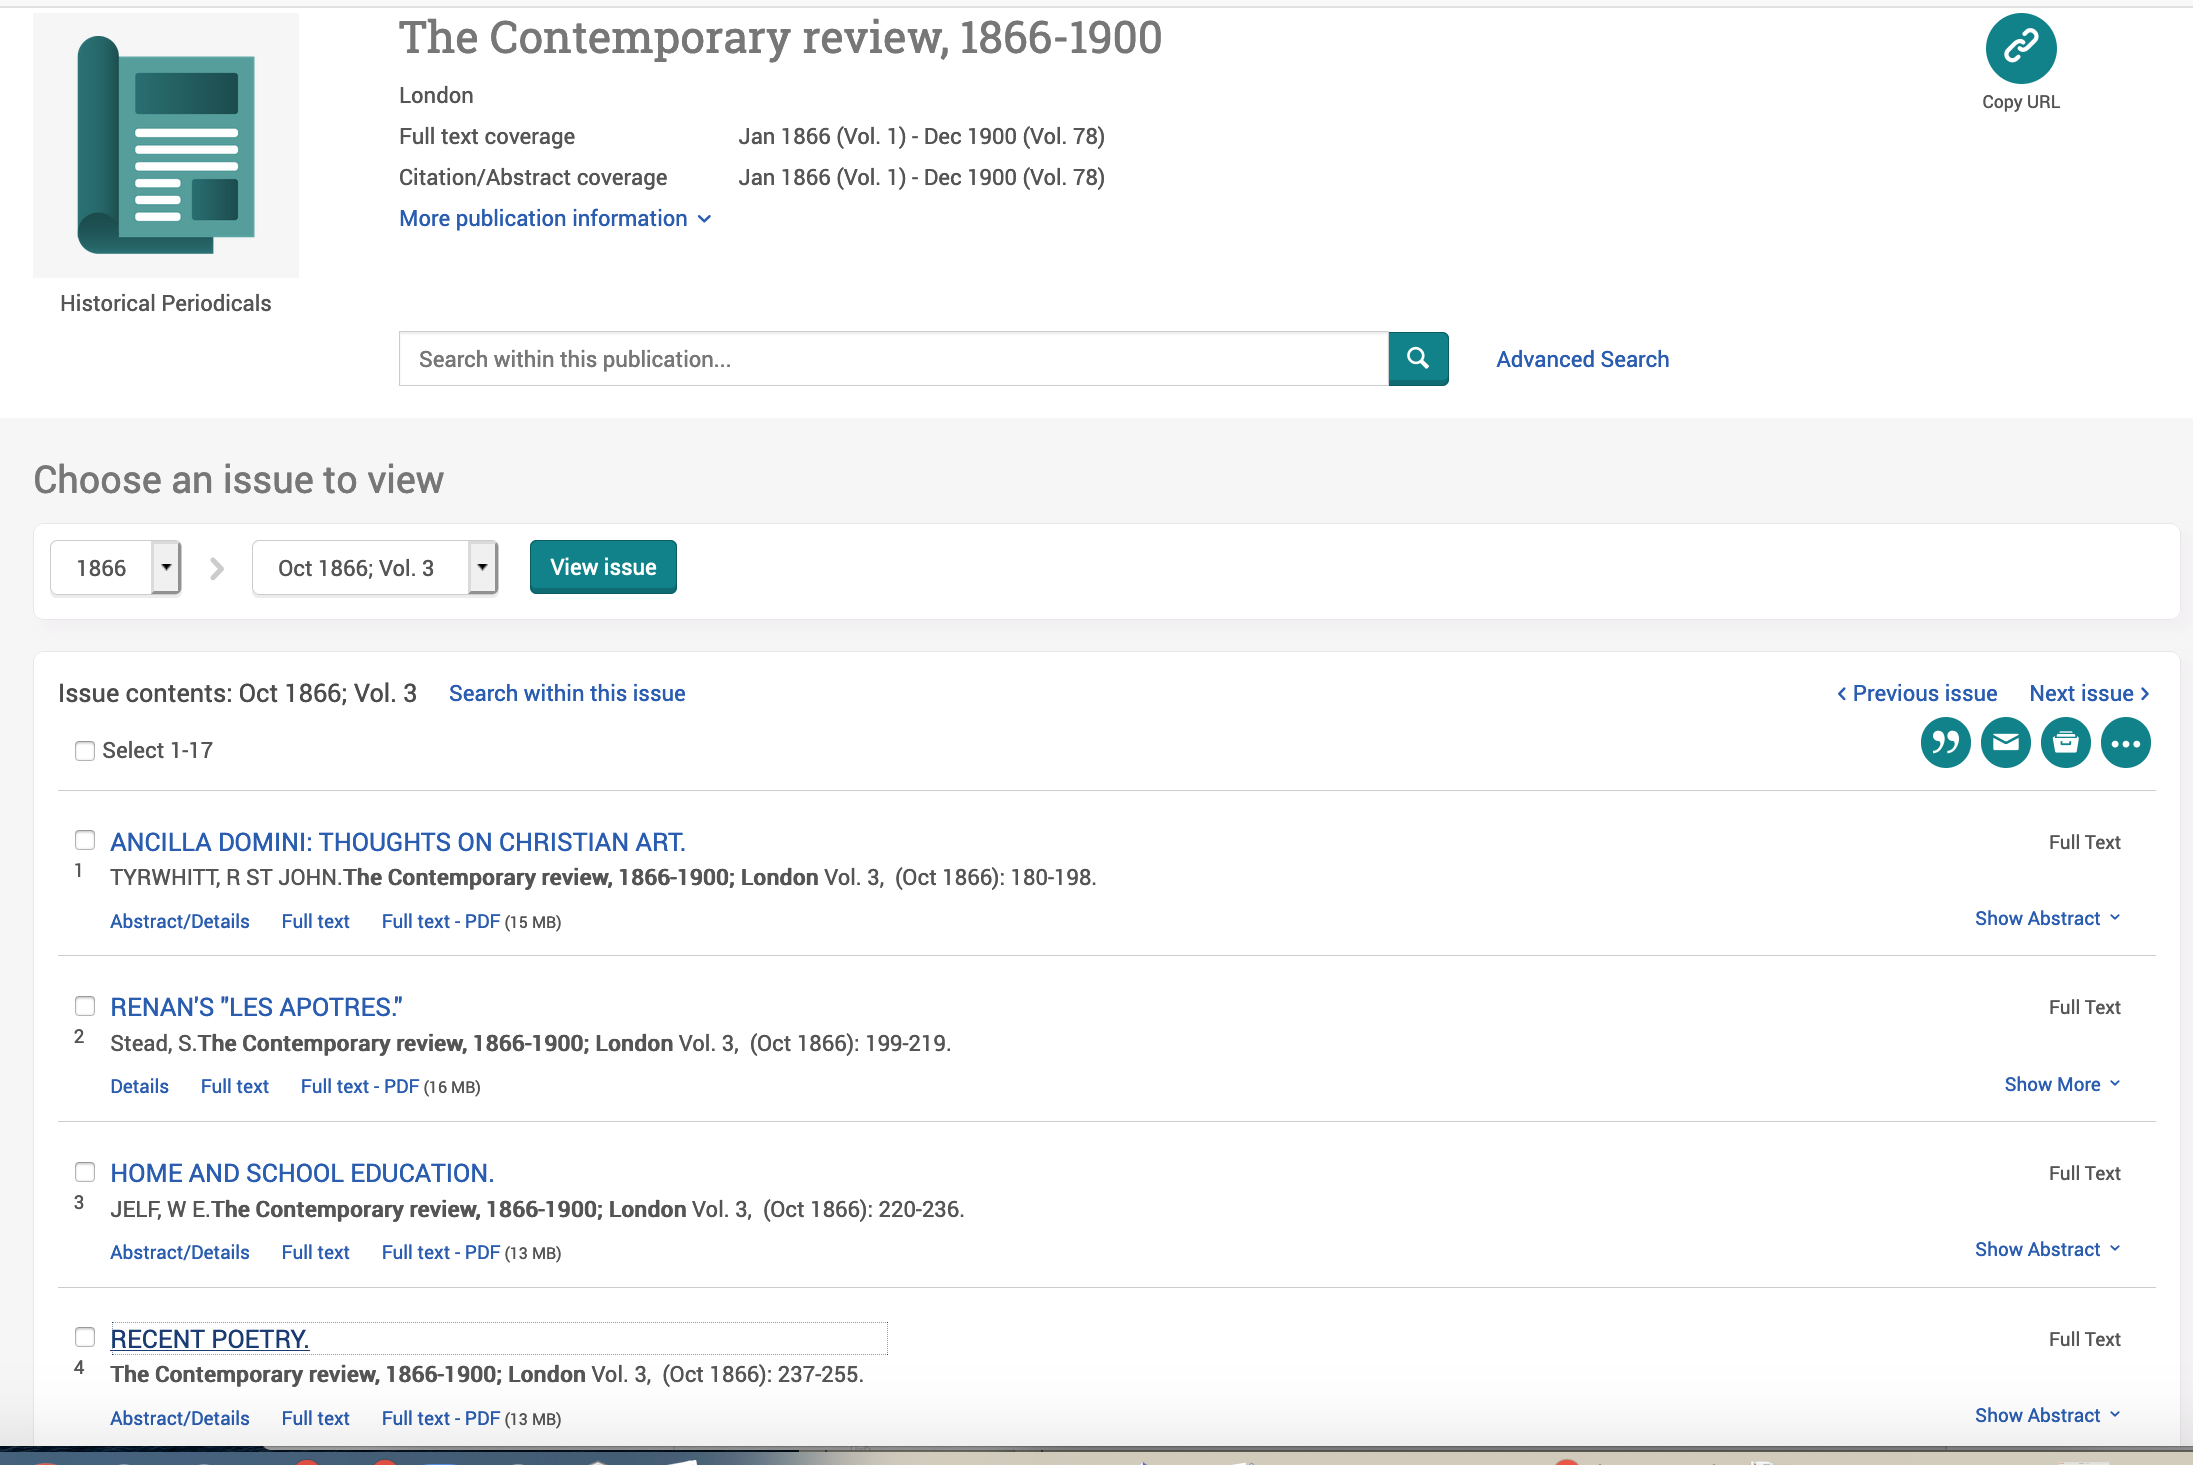 The Contemporary review, 1866-1900
Copy URL
London
Full text coverage Jan 1866 (Vol. 1) - Dec 1900 (Vol. 78)
Citation/Abstract coverage Jan 1866 (Vol. 1) - Dec 1900 (Vol. 78)
More publication information
Historical Periodicals
Search within this publication...
Advanced Search
Choose an issue to view
1866 Oct 1866; Vol. 3 View issue
Issue contents: Oct 1866; Vol. 3 Search within this issue
Previous issue Next issue
Select 1-17
ANCILLA DOMINI: THOUGHTS ON CHRISTIAN ART. Full Text
1 TYRWHITT, R ST JOHN.The Contemporary review, 1866-1900; London Vol. 3, (Oct 1866): 180-198.
Abstract/Details Full text Full text - PDF (15 MB) Show Abstract
RENAN'S "LES APOTRES." Full Text
2 Stead, S.The Contemporary review, 1866-1900; London Vol. 3, (Oct 1866): 199-219.
Details Full text Full text - PDF (16 MB) Show More
HOME AND SCHOOL EDUCATION. Full Text
3 JELF, W E.The Contemporary review, 1866-1900; London Vol. 3, (Oct 1866): 220-236.
Abstract/Details Full text Full text - PDF (13 MB) Show Abstract
RECENT POETRY. Full Text
4 The Contemporary review, 1866-1900; London Vol. 3, (Oct 1866): 237-255.
Abstract/Details Full text Full text - PDF (13 MB) Show Abstract